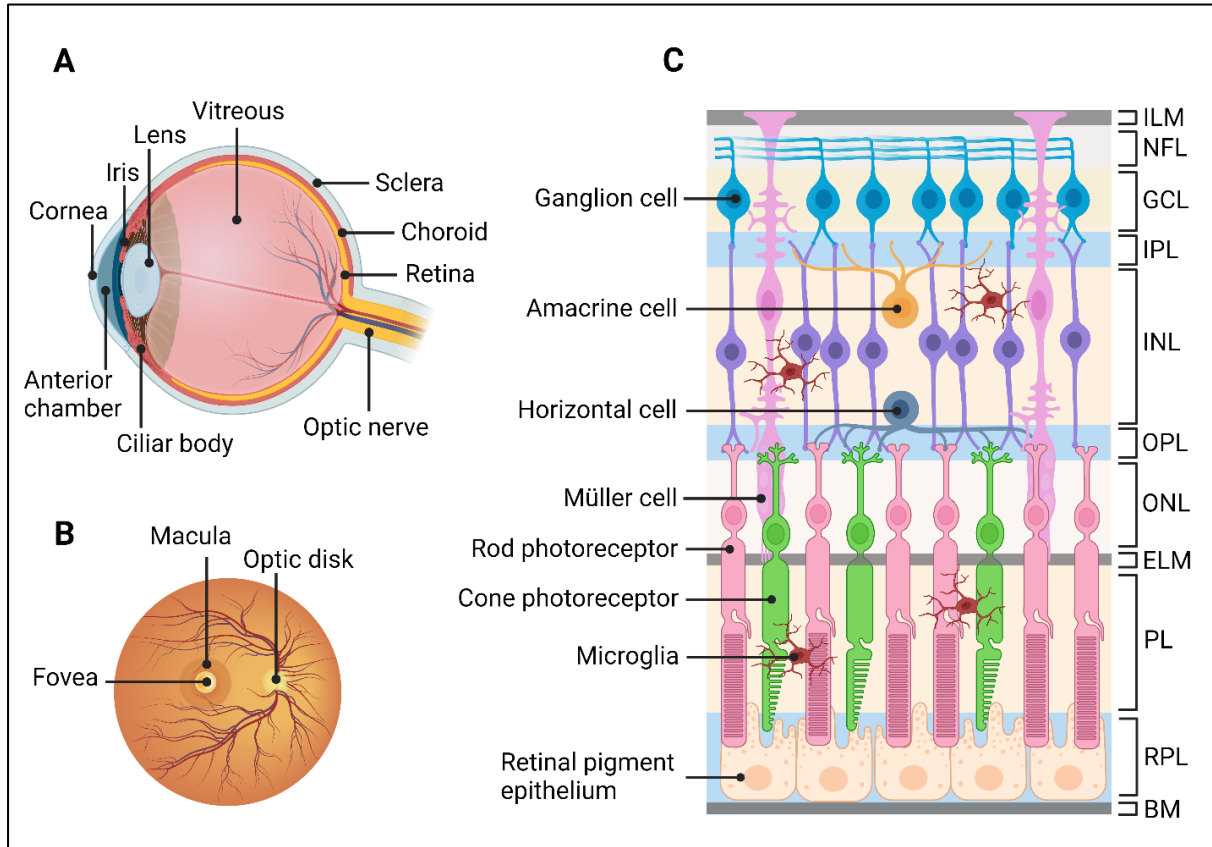 A
Vitreous
Lens
Iris
Cornea
Sclera
Choroid
Retina
Anterior
chamber
Ciliar body
Optic nerve
B
Macula
Optic disk
Fovea
C
Ganglion cell
Amacrine cell
Horizontal cell
Müller cell
Rod photoreceptor
Cone photoreceptor
Microglia
Retinal pigment
epithelium
ILM
NFL
GCL
IPL
INL
OPL
ONL
ELM
PL
RPL
BM